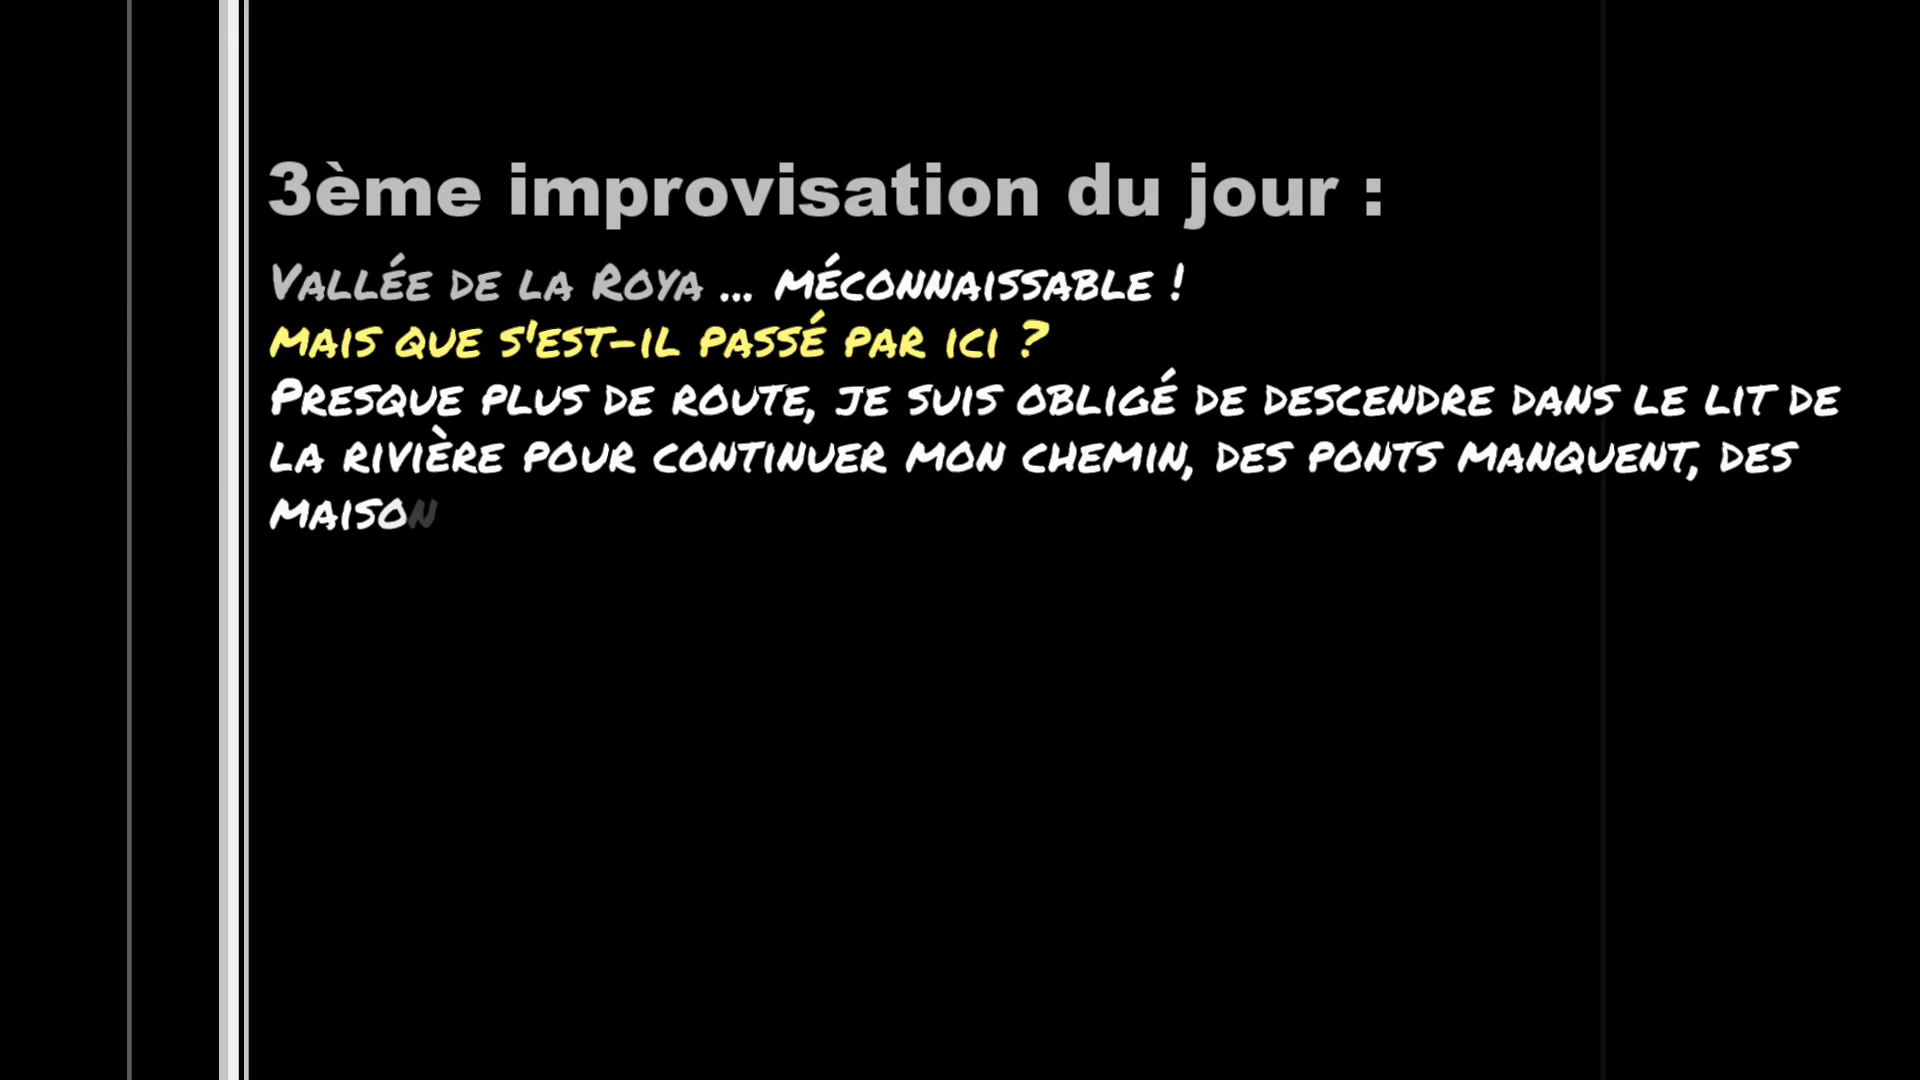 3ème improvisation du jour :
Vallée de la Roya ... méconnaissable !
mais que s'est-il passé par ici ?
Presque plus de route, je suis obligé de descendre dans le lit de
la rivière pour continuer mon chemin, des ponts manquent, des
maison